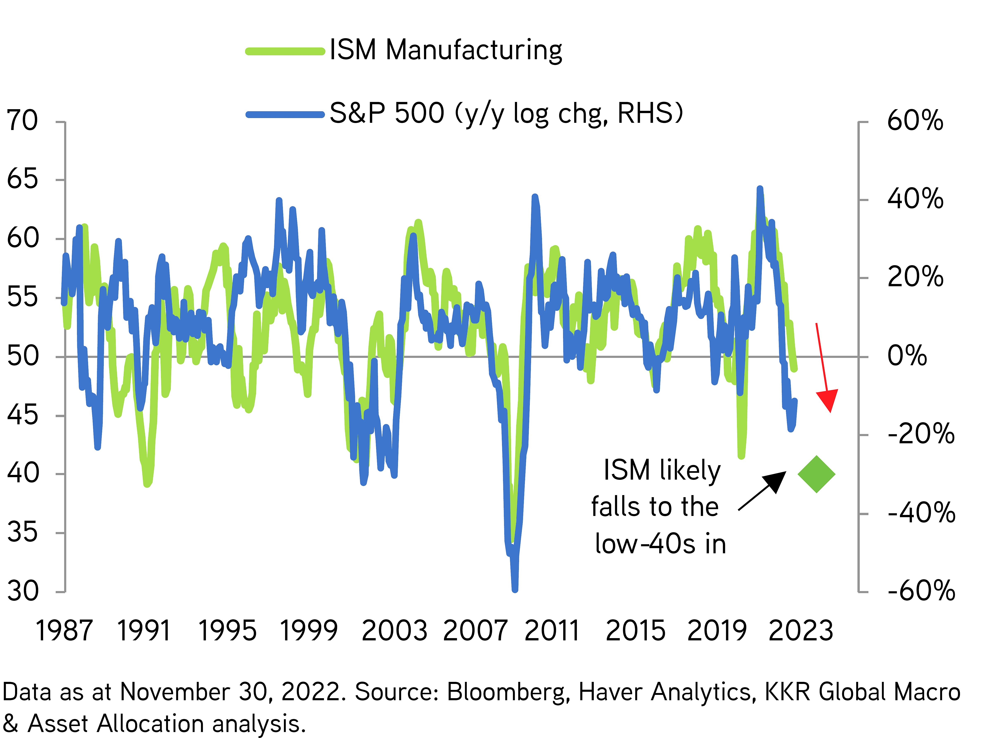 ISM Manufacturing
S&P 500 (y/y log chg, RHS)
70
65
60
55
50
45
40
35
30
60%
40%
20%
0%
-20%
-40%
-60%
ISM likely
falls to the
low-40s in
1987 1991 1995 1999 2003 2007 2011 2015 2019 2023
Data as at November 30, 2022. Source: Bloomberg, Haver Analytics, KKR Global Macro
& Asset Allocation analysis.